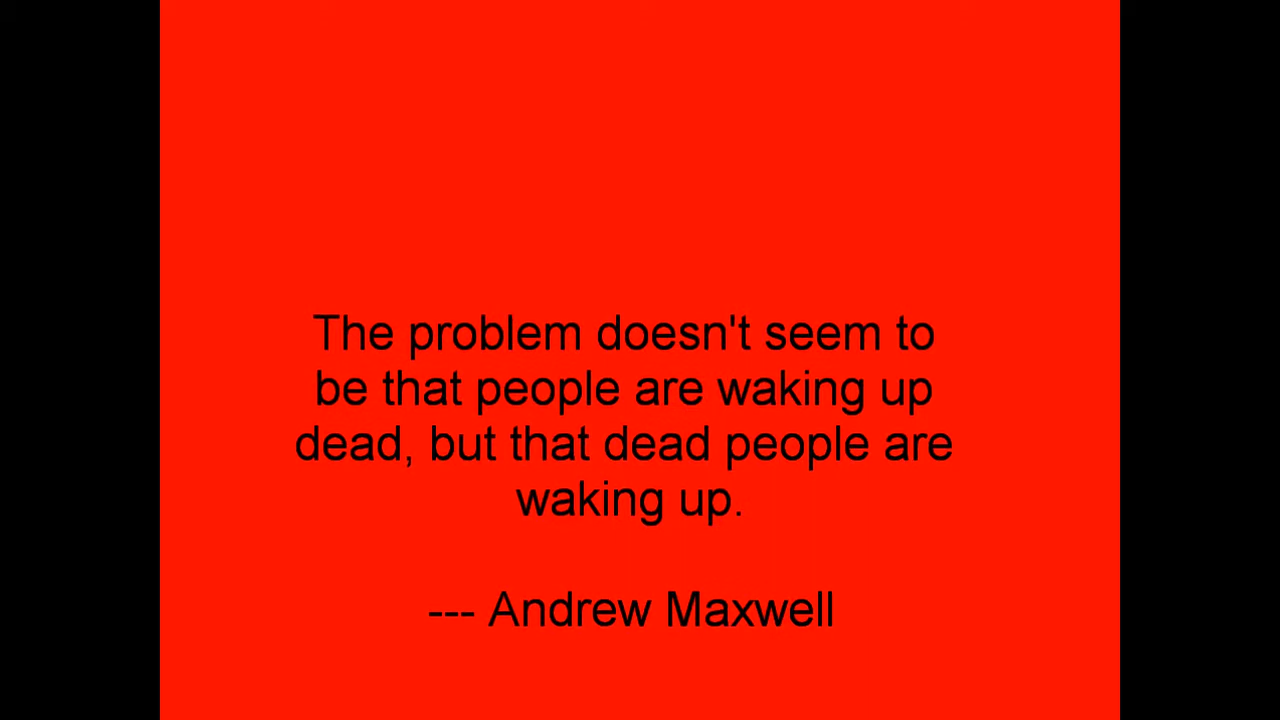 The problem doesn't seem to
be that people are waking up
dead, but that dead people are
waking up.
--- Andrew Maxwell